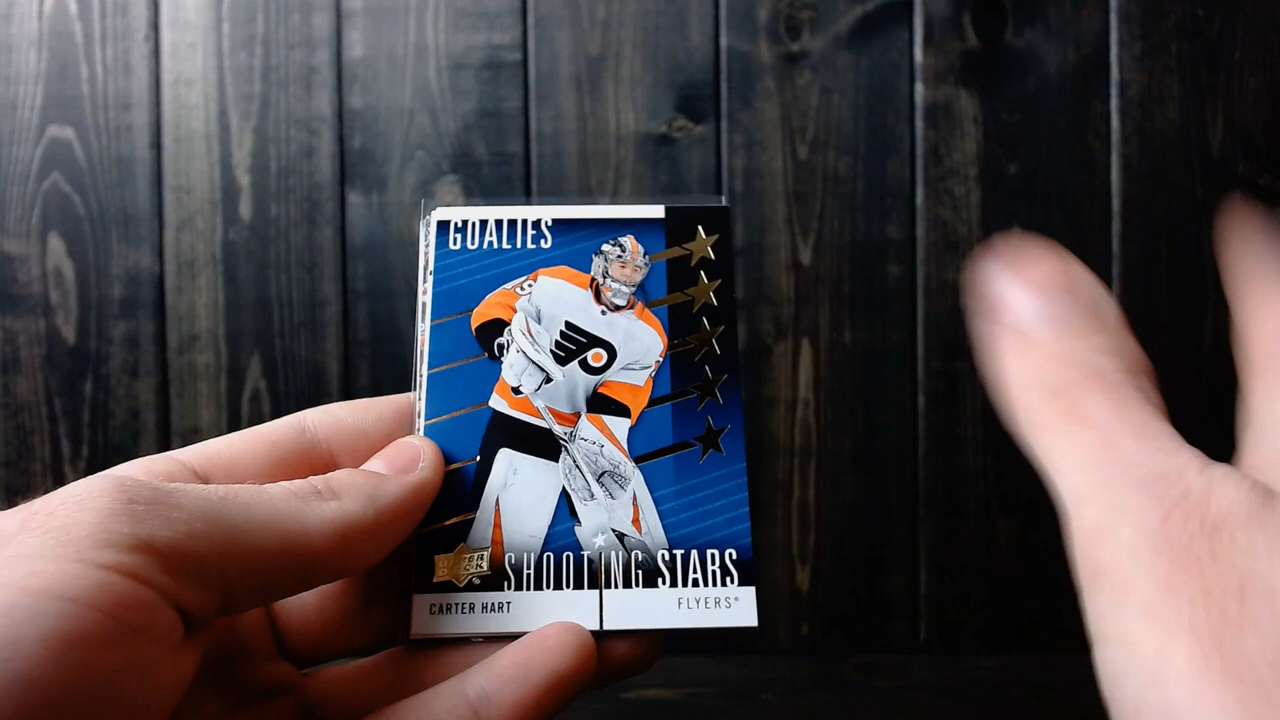 GOALIES
UPPER
DECK
SHOOTING STARS
CARTER HART
FLYERS®